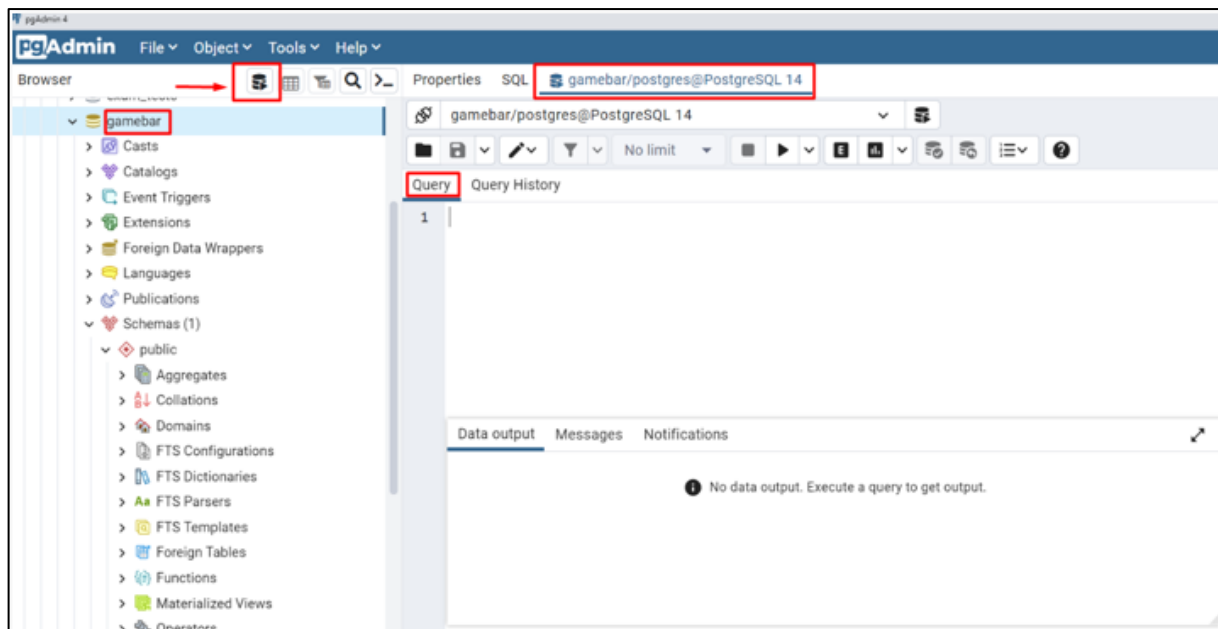 pgAdmin 4
pgAdmin File Object Tools Help
Browser
Properties SQL gamebar/postgres@PostgreSQL 14
gamebar
gamebar/postgres@PostgreSQL 14
Casts
No limit
Catalogs
Query Query History
Event Triggers
1
Extensions
Foreign Data Wrappers
Languages
Publications
Schemas (1)
public
Aggregates
Collations
Domains
FTS Configurations
FTS Dictionaries
Aa FTS Parsers
FTS Templates
Foreign Tables
Functions
Materialized Views
Operators
Data output Messages Notifications
No data output. Execute a query to get output.